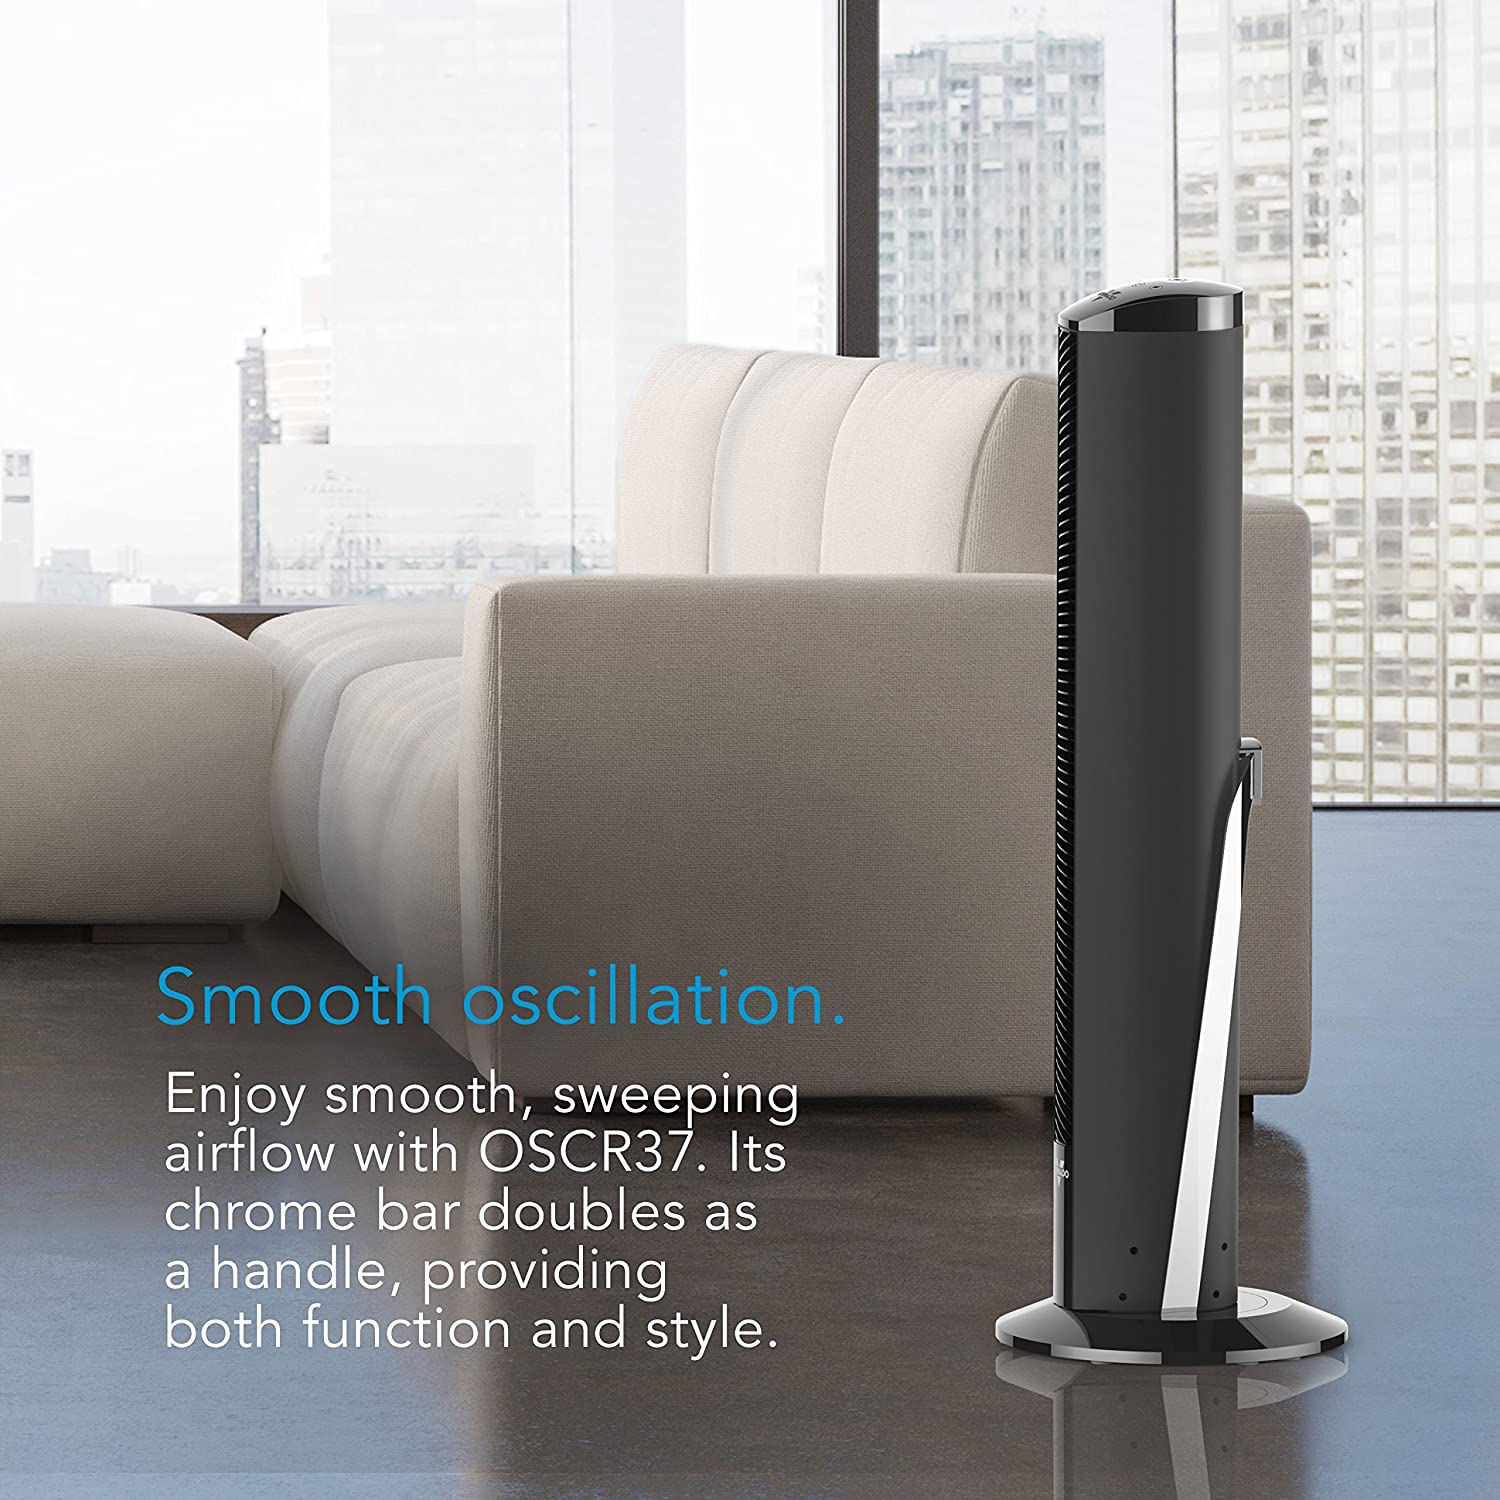 Smooth oscillation.
Enjoy smooth, sweeping
airflow with OSCR37. Its
chrome bar doubles as
a handle, providing
both function and style.